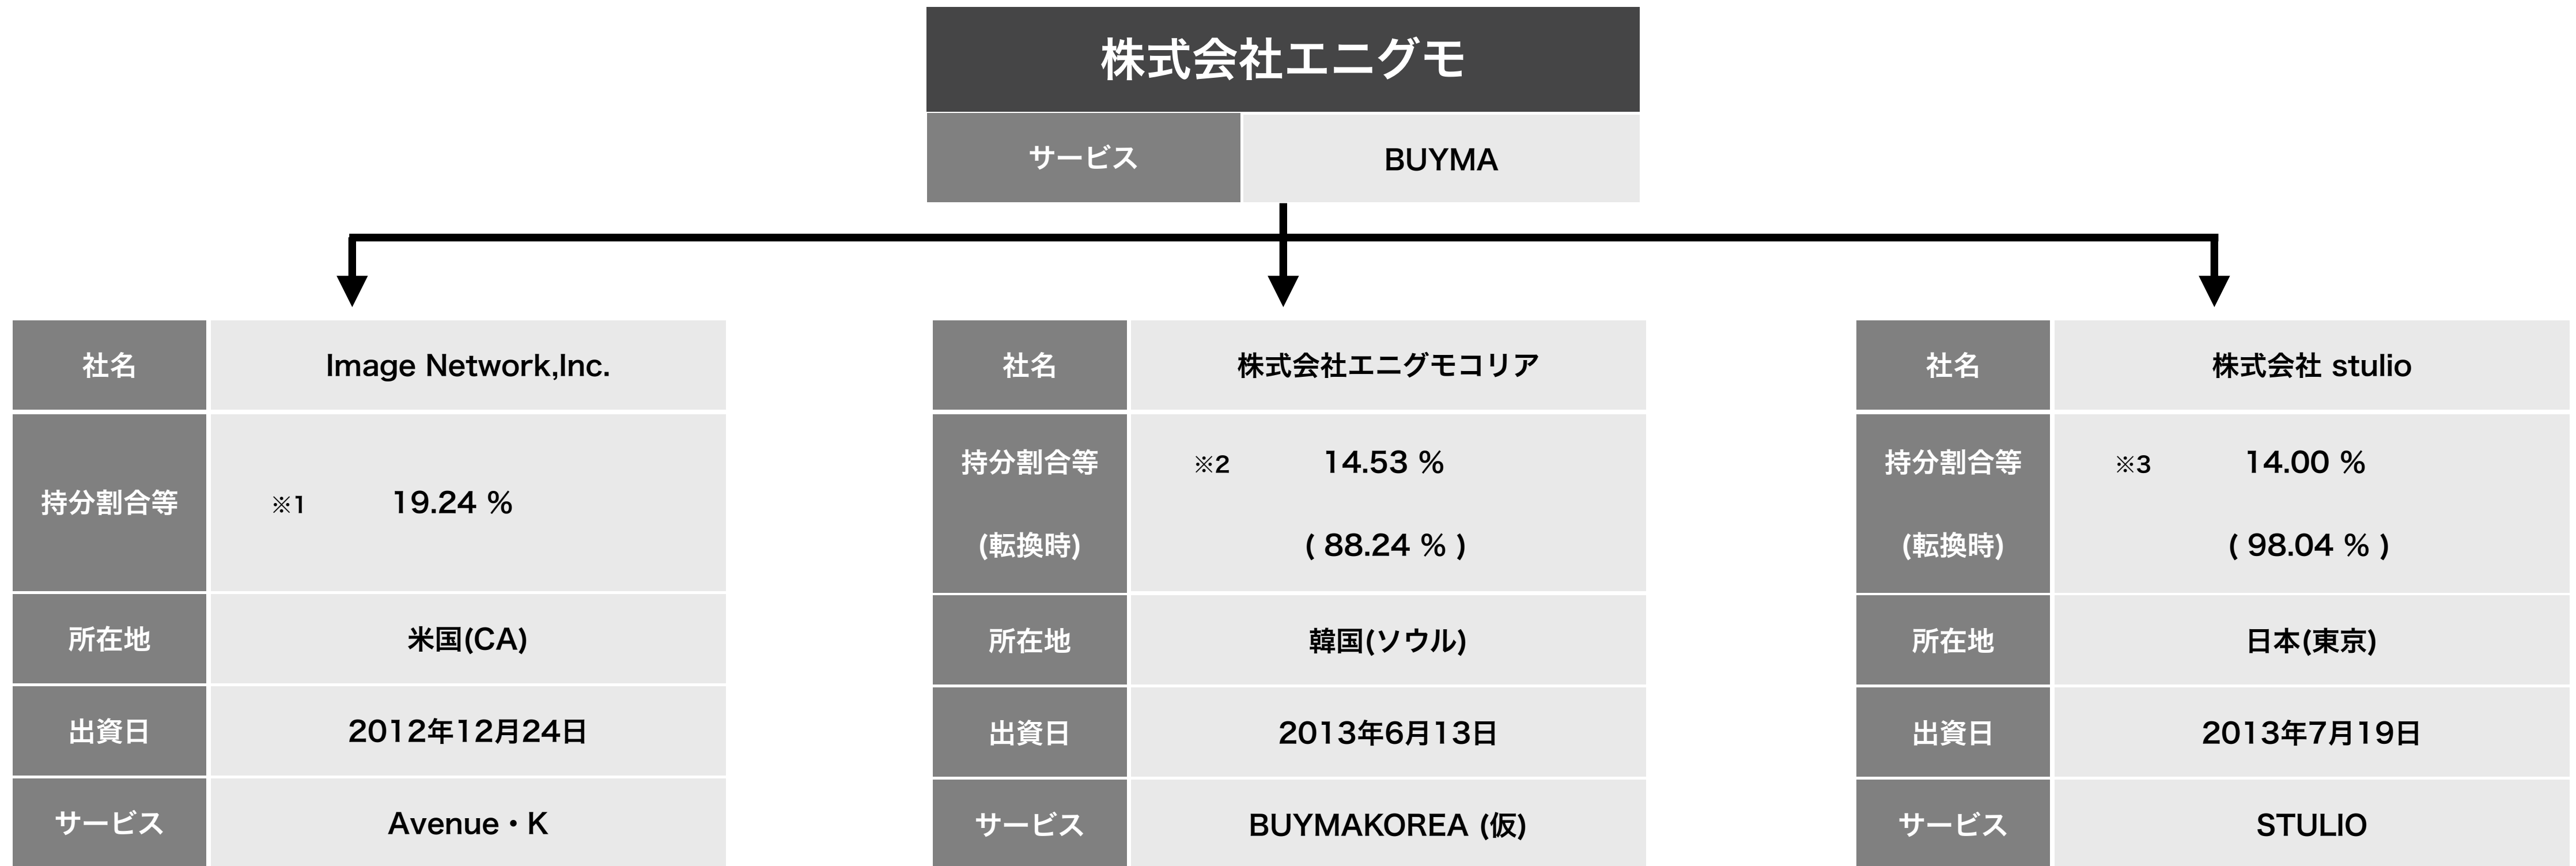 株式会社エニグモ
サービス BUYMA
社名 Image Network,Inc.
持分割合等 ※1 19.24 %
所在地 米国(CA)
出資日 2012年12月24日
サービス Avenue・K
社名 株式会社エニグモコリア
持分割合等 ※2 14.53 %
(転換時) ( 88.24 % )
所在地 韓国(ソウル)
出資日 2013年6月13日
サービス BUYMAKOREA (仮)
社名 株式会社 stulio
持分割合等 ※3 14.00 %
(転換時) ( 98.04 % )
所在地 日本(東京)
出資日 2013年7月19日
サービス STULIO